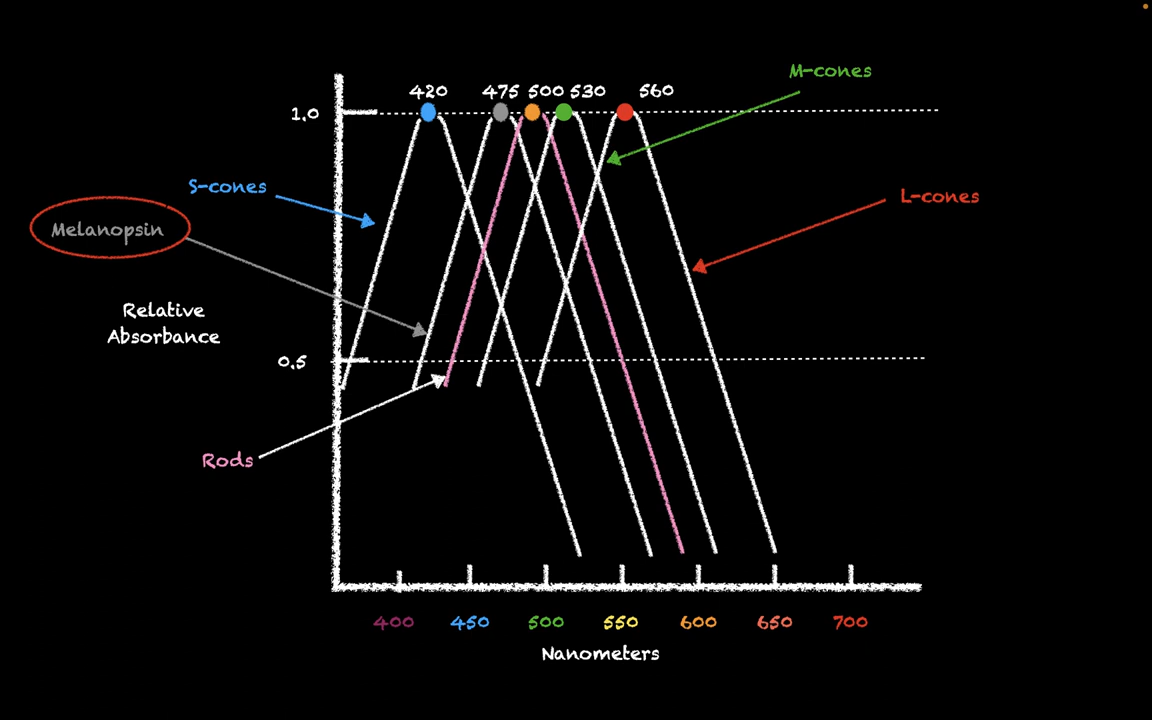 M-cones
420 475 500 530 560
1.0
S-cones
L-cones
Melanopsin
Relative
Absorbance
0.5
Rods
400 450 500 550 600 650 700
Nanometers